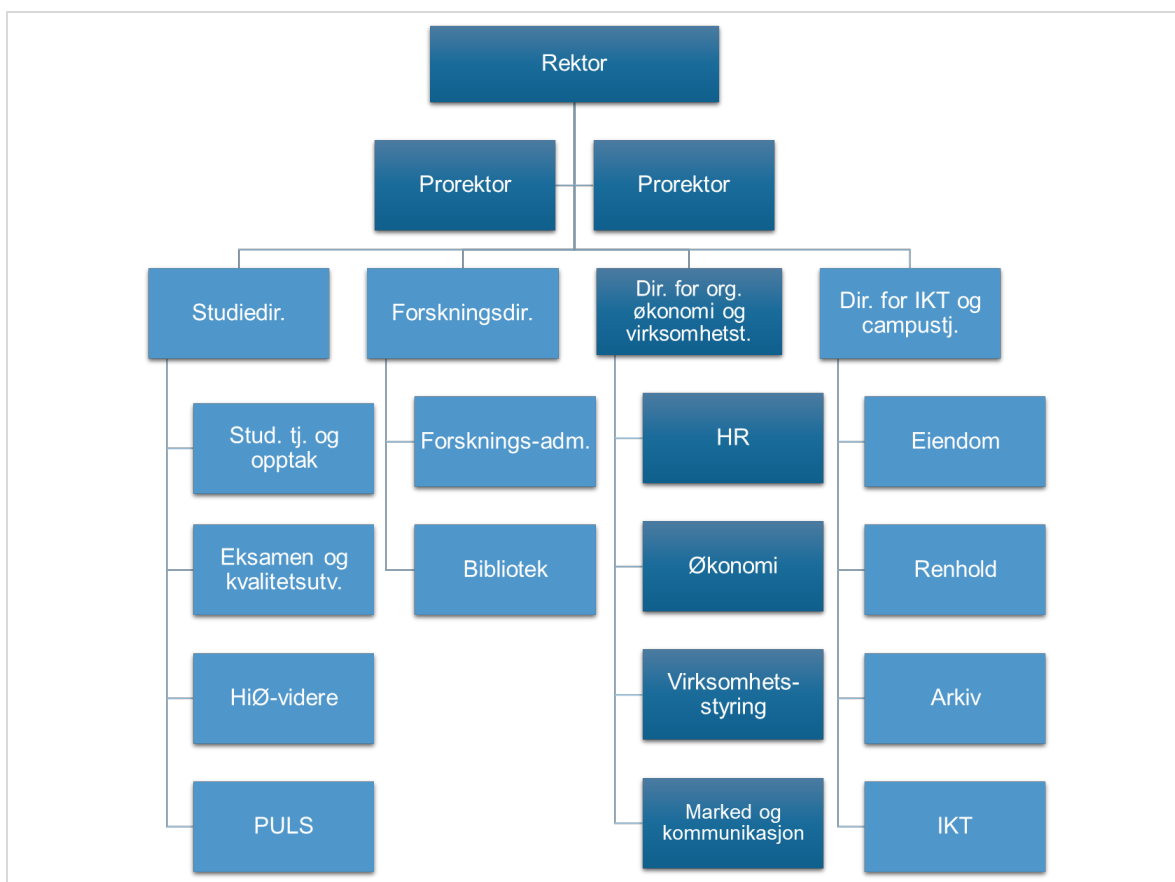 Rektor
Prorektor
Prorektor
Studiedir.
Forskningsdir.
Dir. for org.
økonomi og
virksomhetst.
Dir. for IKT og
campustj.
Stud. tj. og
opptak
Eksamen og
kvalitetsutv.
HiØ-videre
PULS
Forsknings-adm.
Bibliotek
HR
Økonomi
Virksomhets-
styring
Marked og
kommunikasjon
Eiendom
Renhold
Arkiv
IKT